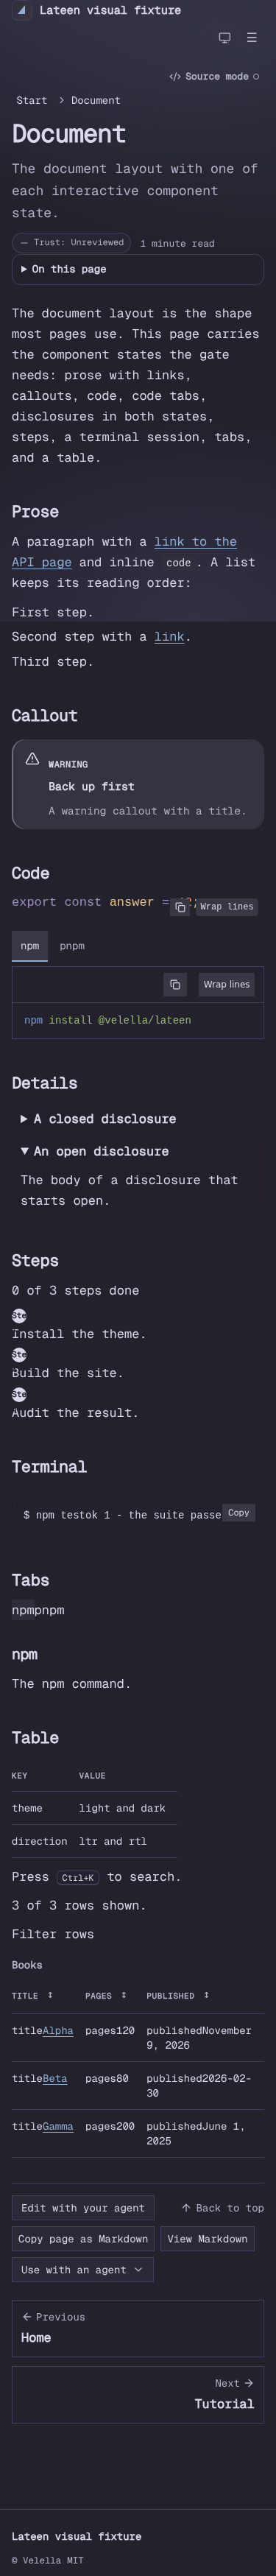 Lateen visual fixture
Source mode
Start > Document
Document
The document layout with one of
each interactive component
state.
— Trust: Unreviewed 1 minute read
On this page
The document layout is the shape
most pages use. This page carries
the component states the gate
needs: prose with links,
callouts, code, code tabs,
disclosures in both states,
steps, a terminal session, tabs,
and a table.
Prose
A paragraph with a link to the
API page and inline code. A list
keeps its reading order:
First step.
Second step with a link.
Third step.
Callout
WARNING
Back up first
A warning callout with a title.
Code
export const answer =
Wrap lines
npm pnpm
Wrap lines
npm install @velella/lateen
Details
A closed disclosure
An open disclosure
The body of a disclosure that
starts open.
Steps
0 of 3 steps done
Ste
Install the theme.
Ste
Build the site.
Ste
Audit the result.
Terminal
$ npm testok 1 - the suite passe
Copy
Tabs
npmpnpm
npm
The npm command.
Table
KEY VALUE
theme light and dark
direction ltr and rtl
Press Ctrl+K to search.
3 of 3 rows shown.
Filter rows
Books
TITLE ↕ PAGES ↕ PUBLISHED ↕
titleAlpha pages120 publishedNovember
9, 2026
titleBeta pages80 published2026-02-
30
titleGamma pages200 publishedJune 1,
2025
Edit with your agent ↑ Back to top
Copy page as Markdown View Markdown
Use with an agent
← Previous
Home
Next →
Tutorial
Lateen visual fixture
© Velella MIT